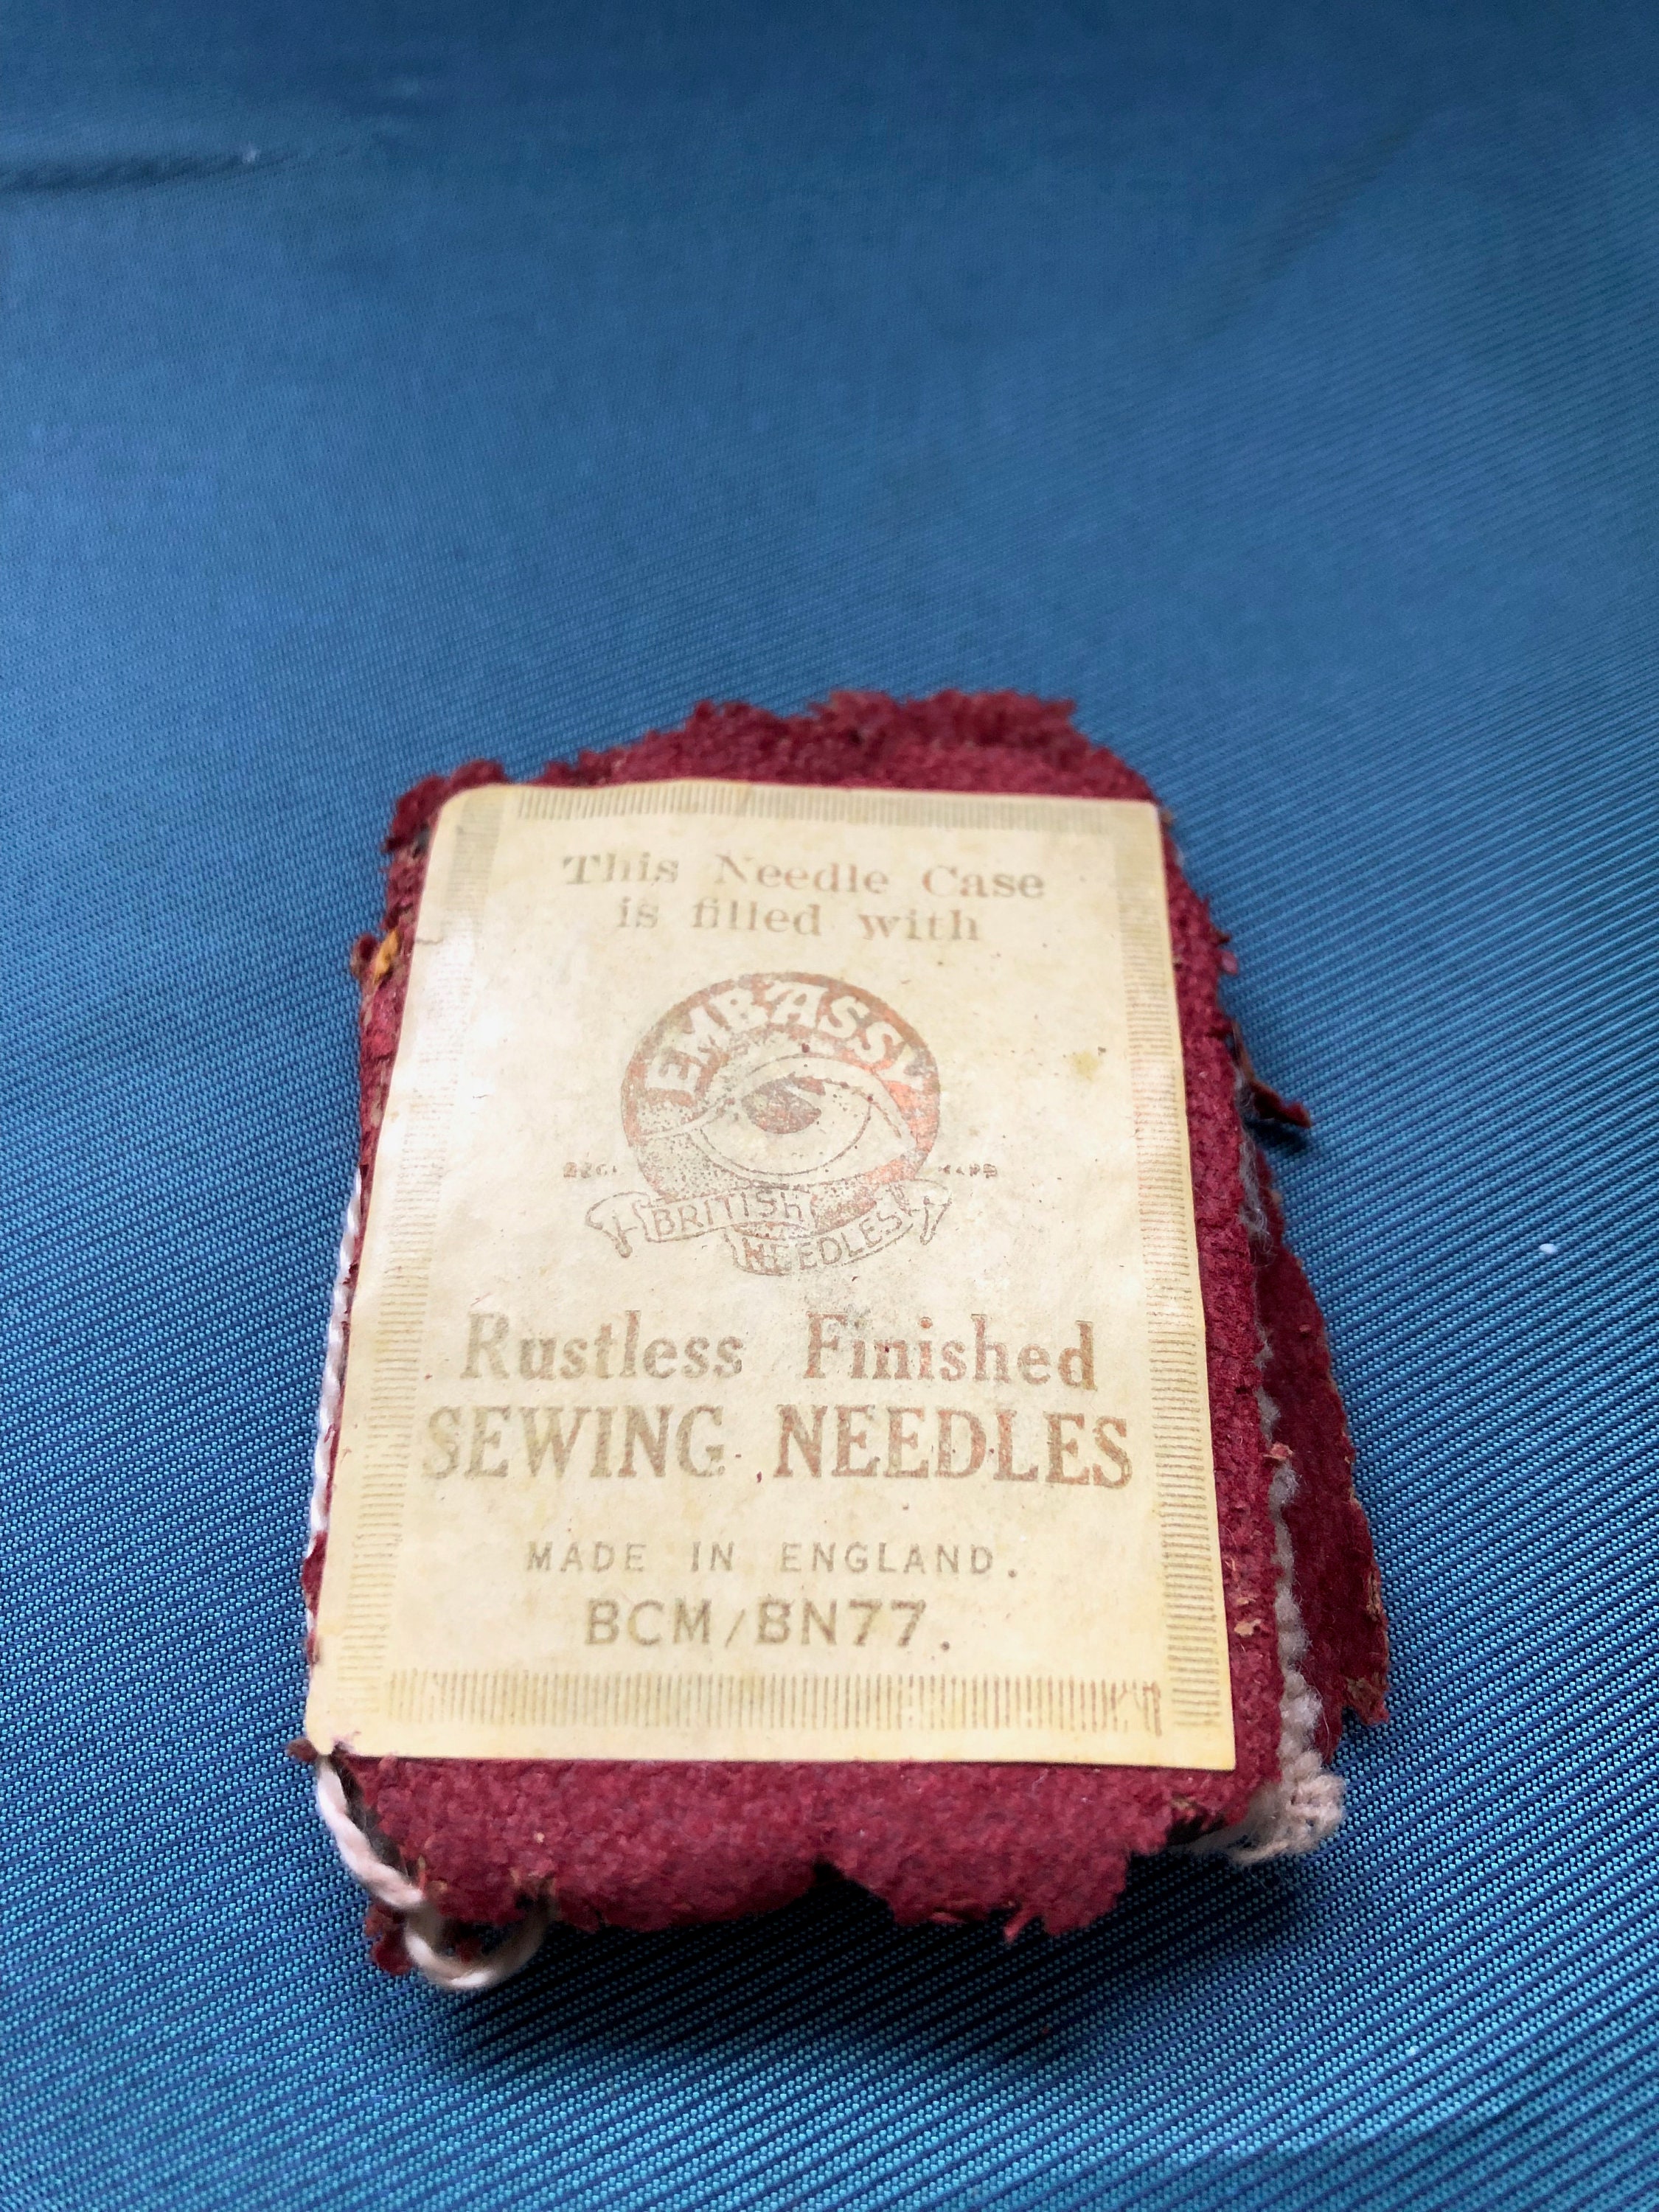 This Needle Case
is filled with
EMBASSY
BRITISH
NEEDLES
Rustless Finished
SEWING NEEDLES
MADE IN ENGLAND.
BCM/BN77.